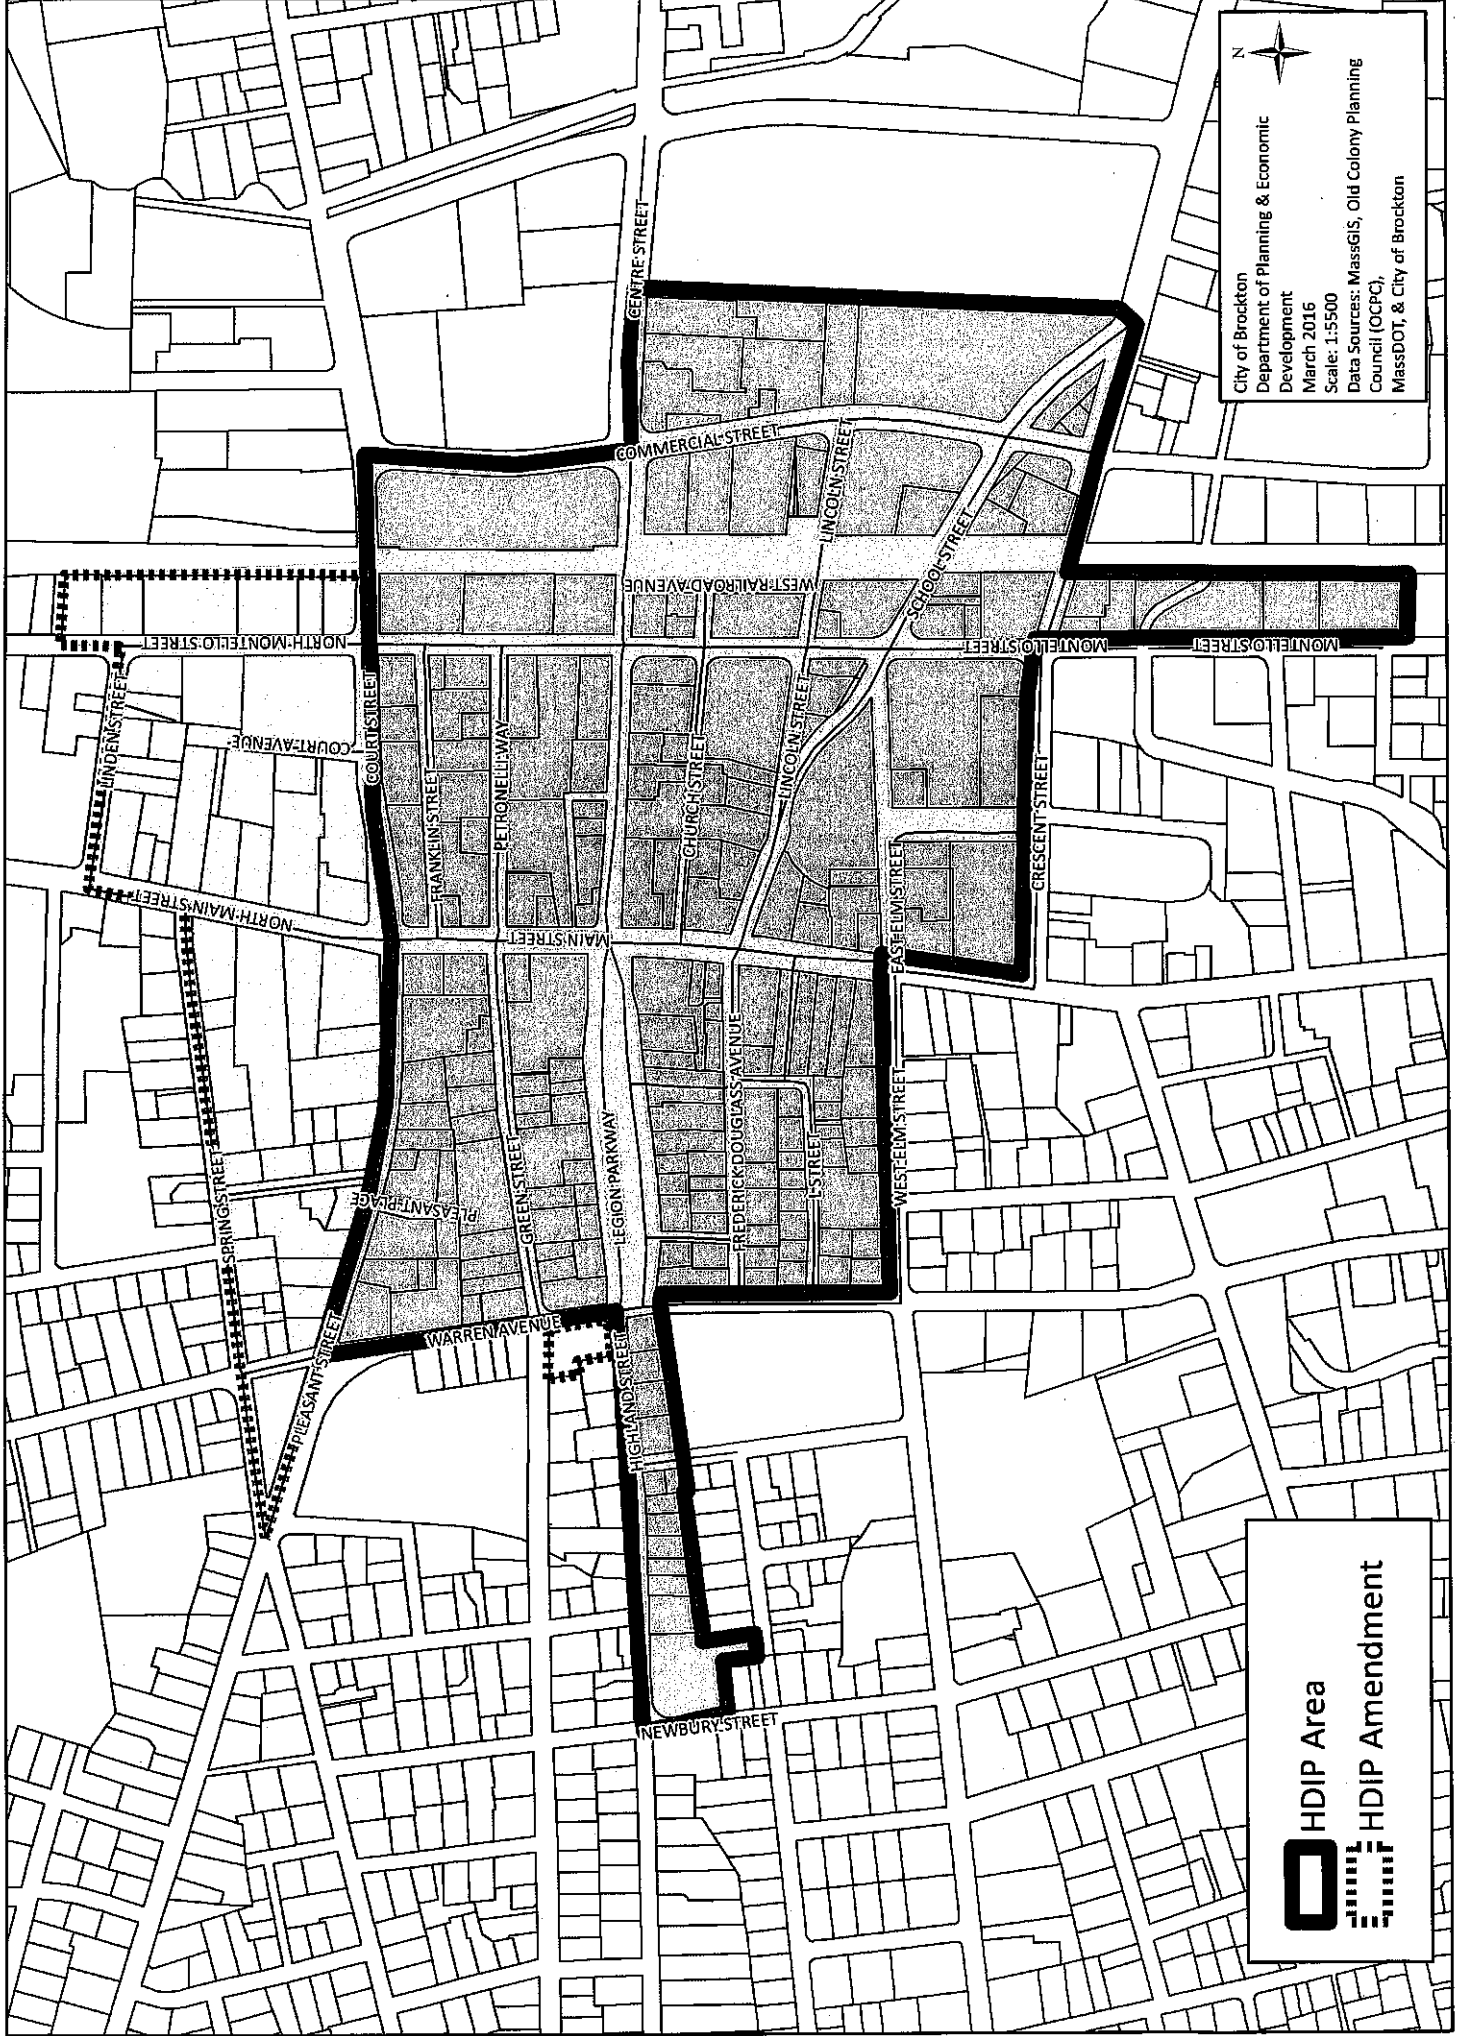 LINDEN STREET
NORTH MONTELLO STREET
COURT AVENUE
NORTH MAIN STREET
COURT STREET
SPRING STREET
PLEASANT STREET
PLEASANT PLACE
FRANKLIN STREET
PETRONELLI WAY
MAIN STREET
GREEN STREET
LEGION PARKWAY
WARREN AVENUE
HIGHLAND STREET
NEWBURY STREET
CENTRE STREET
COMMERCIAL STREET
WEST RAILROAD AVENUE
CHURCH STREET
LINCOLN STREET
LINCOLN STREET
SCHOOL STREET
FREDERICK DOUGLASS AVENUE
L STREET
WEST ELM STREET
EAST ELM STREET
CRESCENT STREET
MONTELLO STREET
MONTELLO STREET
MONTELLO STREET
MONTELLO STREET
HDIP Area
HDIP Amendment
N
City of Brockton
Department of Planning & Economic
Development
March 2016
Scale: 1:5500
Data Sources: MassGIS, Old Colony Planning
Council (OCPC),
MassDOT, & City of Brockton